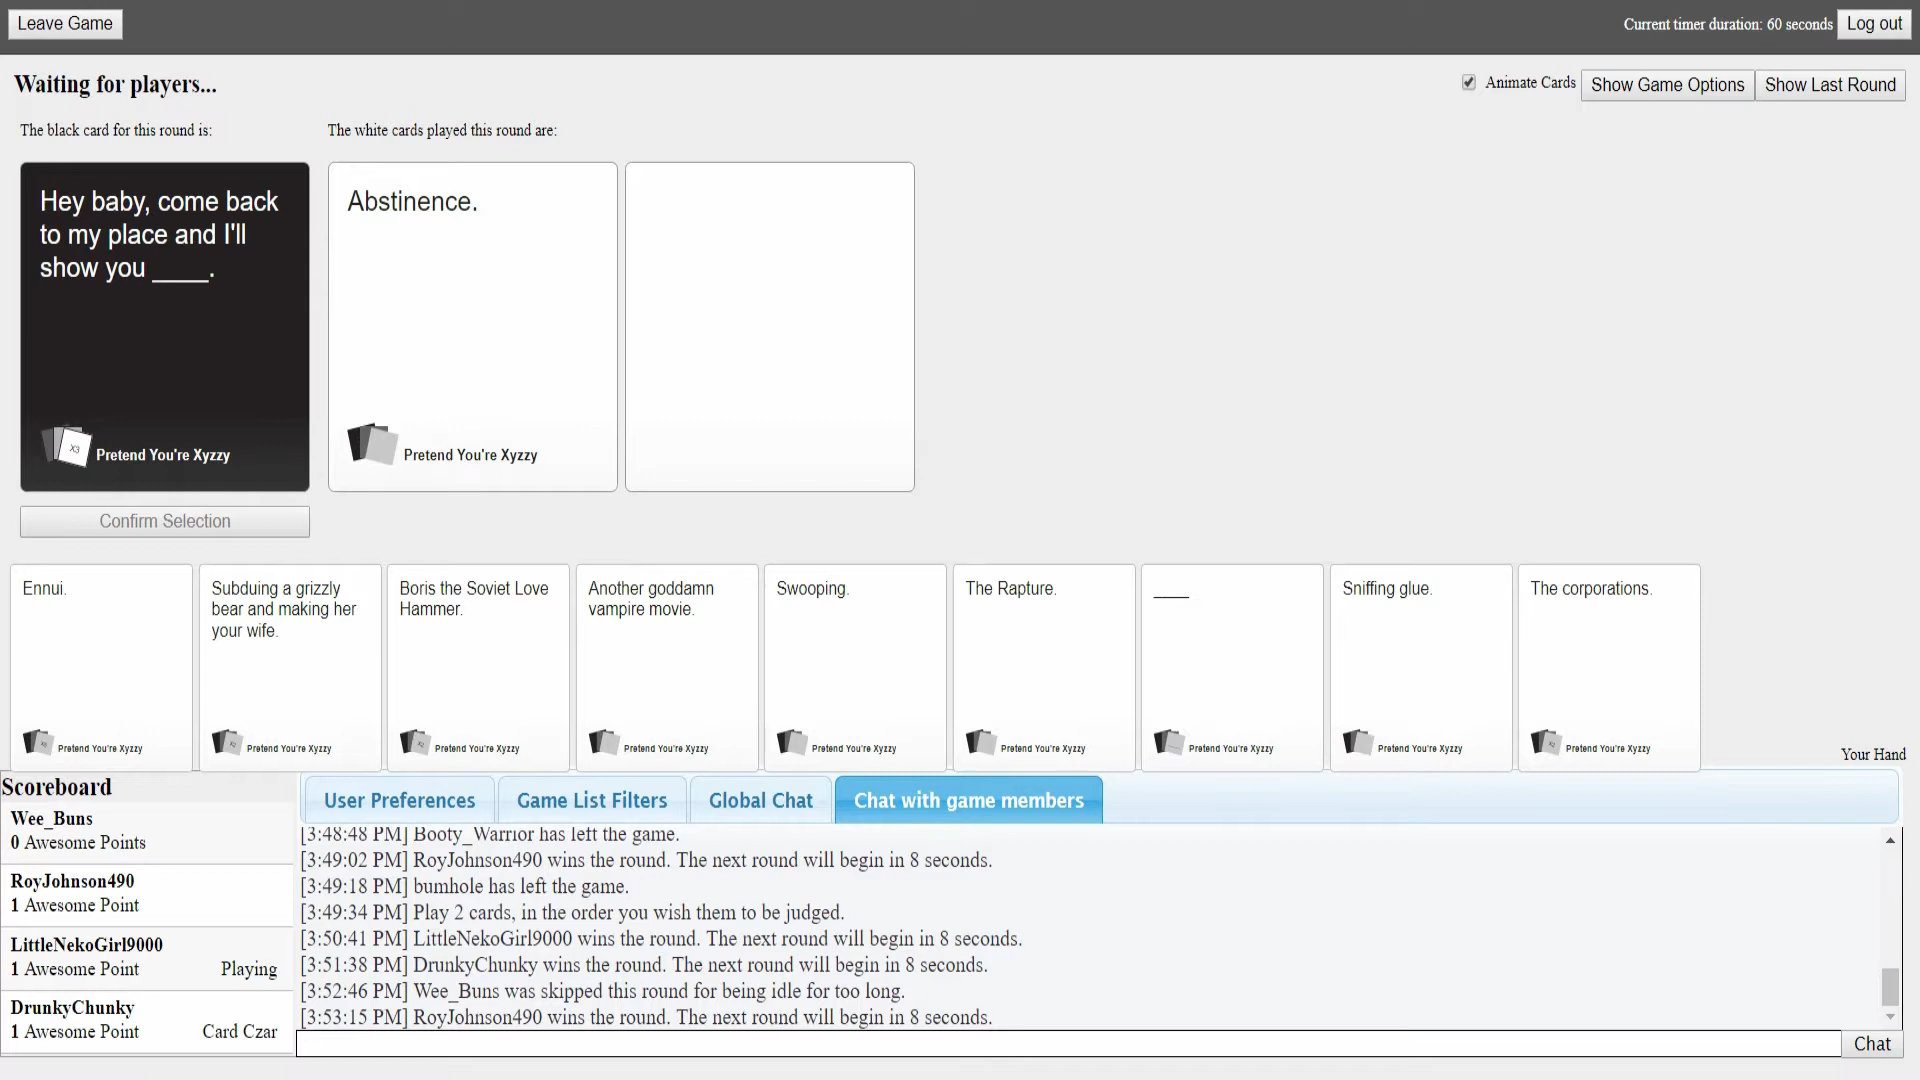 Leave Game
Current timer duration: 60 seconds
Log out
Waiting for players...
Animate Cards
Show Game Options
Show Last Round
The black card for this round is:
The white cards played this round are:
Hey baby, come back
to my place and I'll
show you ____.
X3
Pretend You're Xyzzy
Abstinence.
Pretend You're Xyzzy
Confirm Selection
Ennui.
Pretend You're Xyzzy
Subduing a grizzly
bear and making her
your wife.
Pretend You're Xyzzy
Boris the Soviet Love
Hammer.
Pretend You're Xyzzy
Another goddamn
vampire movie.
Pretend You're Xyzzy
Swooping.
Pretend You're Xyzzy
The Rapture.
Pretend You're Xyzzy
____
Pretend You're Xyzzy
Sniffing glue.
Pretend You're Xyzzy
The corporations.
Pretend You're Xyzzy
Your Hand
Scoreboard
Wee_Buns
0 Awesome Points
RoyJohnson490
1 Awesome Point
LittleNekoGirl9000
1 Awesome Point
Playing
DrunkyChunky
1 Awesome Point
Card Czar
User Preferences
Game List Filters
Global Chat
Chat with game members
[3:48:48 PM] Booty_Warrior has left the game.
[3:49:02 PM] RoyJohnson490 wins the round. The next round will begin in 8 seconds.
[3:49:18 PM] bumhole has left the game.
[3:49:34 PM] Play 2 cards, in the order you wish them to be judged.
[3:50:41 PM] LittleNekoGirl9000 wins the round. The next round will begin in 8 seconds.
[3:51:38 PM] DrunkyChunky wins the round. The next round will begin in 8 seconds.
[3:52:46 PM] Wee_Buns was skipped this round for being idle for too long.
[3:53:15 PM] RoyJohnson490 wins the round. The next round will begin in 8 seconds.
Chat